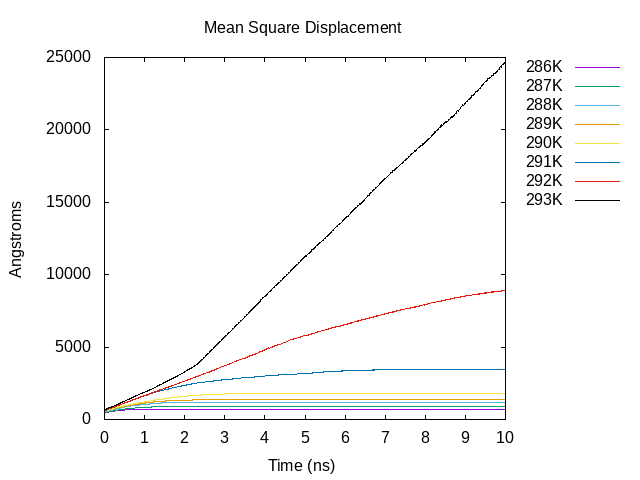 Mean Square Displacement
25000
20000
15000
10000
5000
0
Angstroms
0 1 2 3 4 5 6 7 8 9 10
Time (ns)
286K
287K
288K
289K
290K
291K
292K
293K